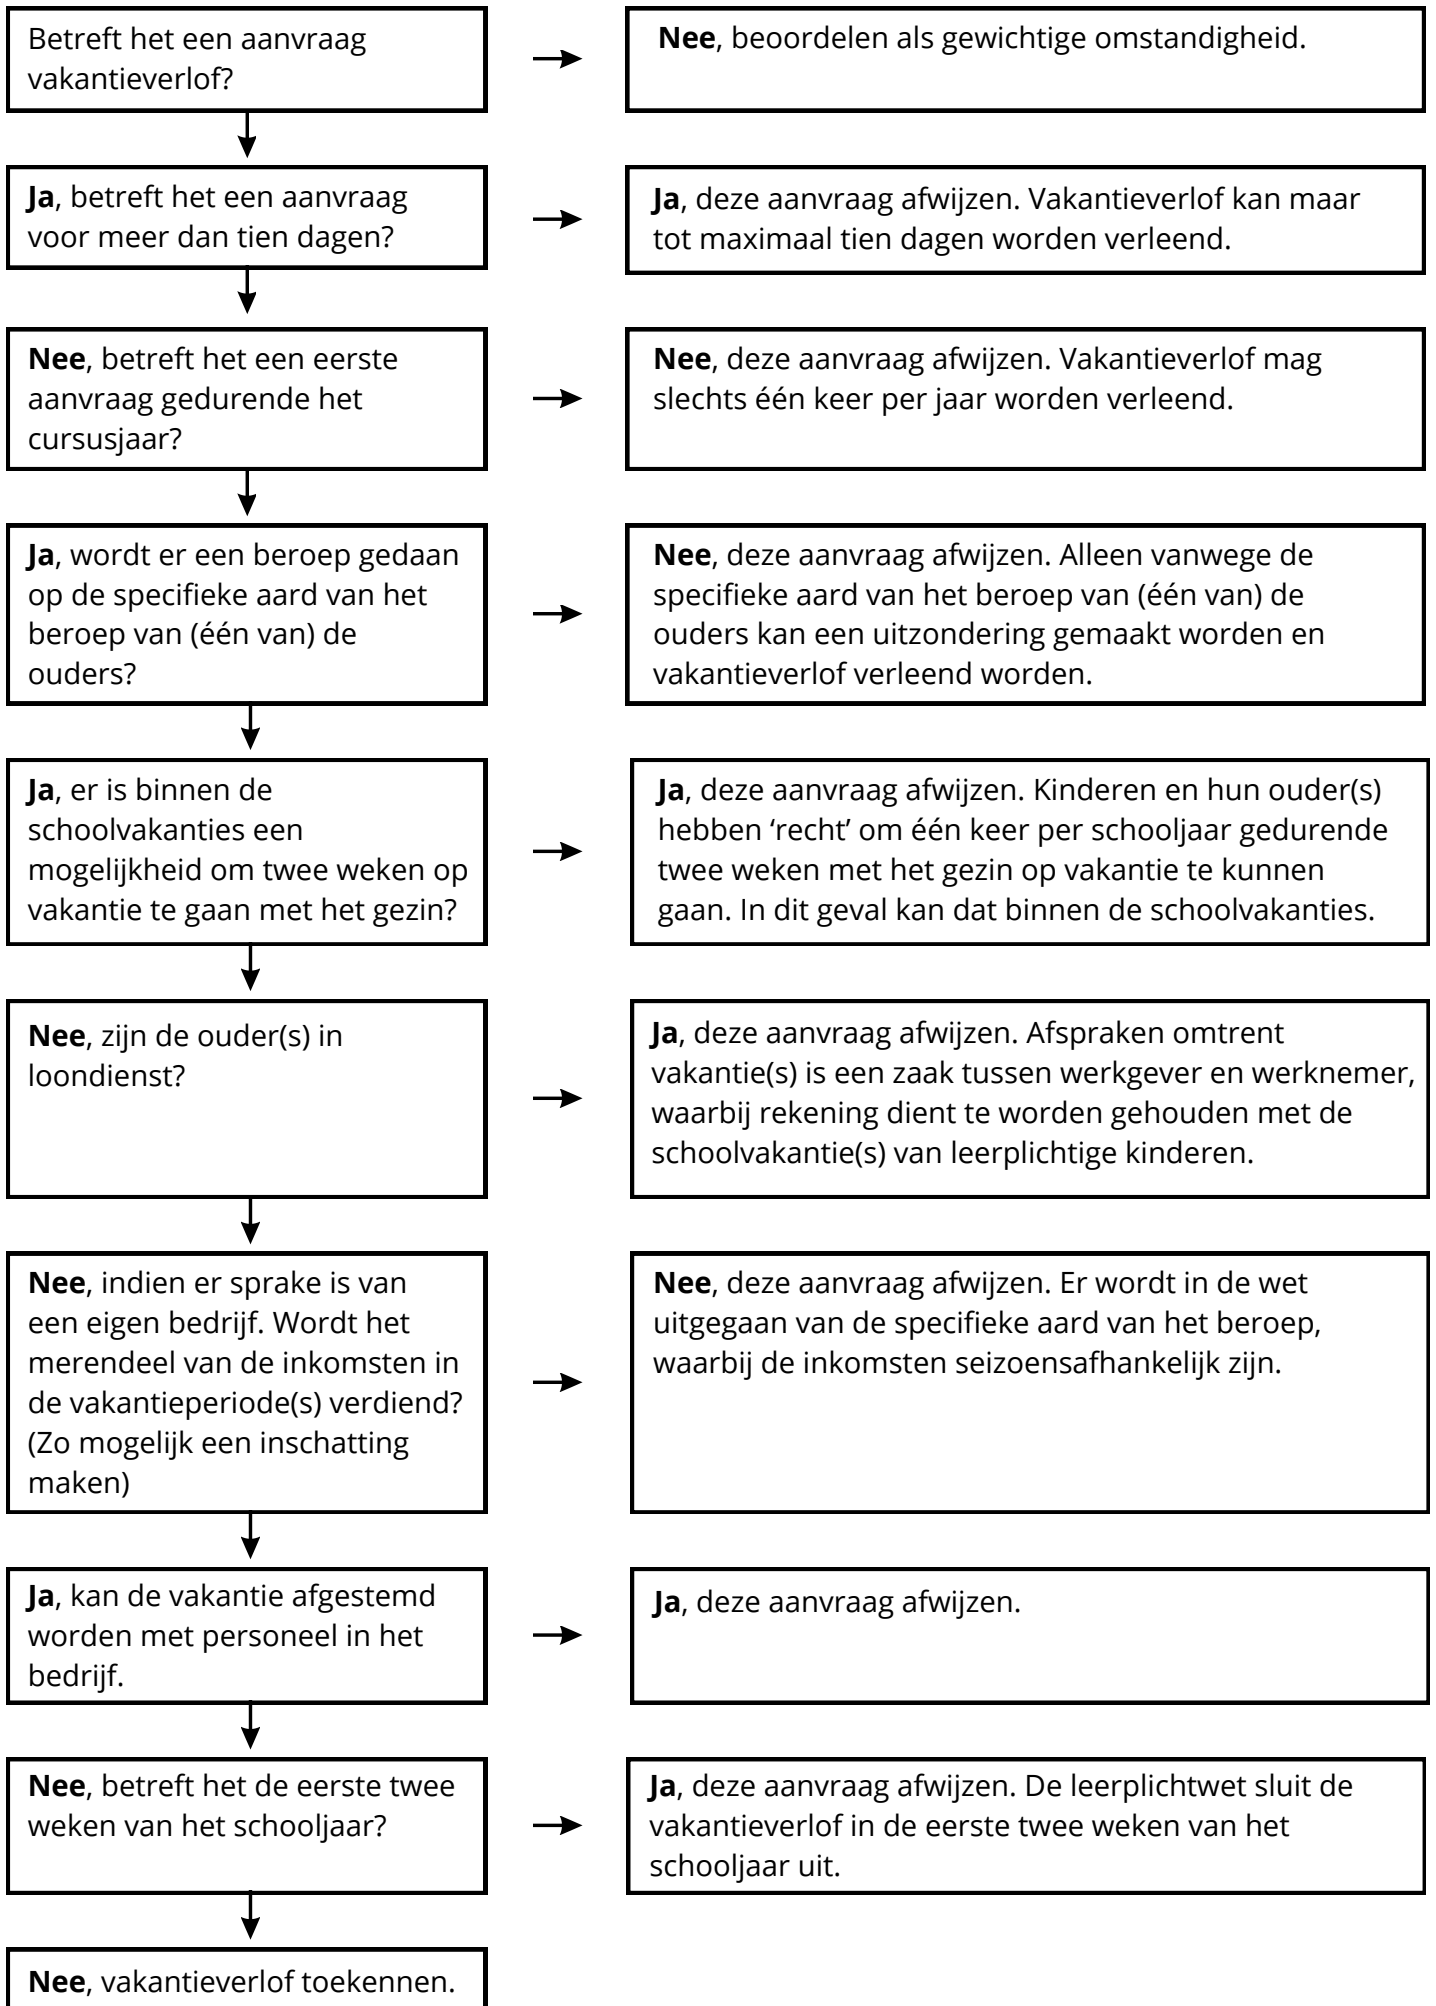 Betreft het een aanvraag
vakantieverlof?
Nee, beoordelen als gewichtige omstandigheid.
Ja, betreft het een aanvraag
voor meer dan tien dagen?
Ja, deze aanvraag afwijzen. Vakantieverlof kan maar
tot maximaal tien dagen worden verleend.
Nee, betreft het een eerste
aanvraag gedurende het
cursusjaar?
Nee, deze aanvraag afwijzen. Vakantieverlof mag
slechts één keer per jaar worden verleend.
Ja, wordt er een beroep gedaan
op de specifieke aard van het
beroep van (één van) de
ouders?
Nee, deze aanvraag afwijzen. Alleen vanwege de
specifieke aard van het beroep van (één van) de
ouders kan een uitzondering gemaakt worden en
vakantieverlof verleend worden.
Ja, er is binnen de
schoolvakanties een
mogelijkheid om twee weken op
vakantie te gaan met het gezin?
Ja, deze aanvraag afwijzen. Kinderen en hun ouder(s)
hebben ‘recht’ om één keer per schooljaar gedurende
twee weken met het gezin op vakantie te kunnen
gaan. In dit geval kan dat binnen de schoolvakanties.
Nee, zijn de ouder(s) in
loondienst?
Ja, deze aanvraag afwijzen. Afspraken omtrent
vakantie(s) is een zaak tussen werkgever en werknemer,
waarbij rekening dient te worden gehouden met de
schoolvakantie(s) van leerplichtige kinderen.
Nee, indien er sprake is van
een eigen bedrijf. Wordt het
merendeel van de inkomsten in
de vakantieperiode(s) verdiend?
(Zo mogelijk een inschatting
maken)
Nee, deze aanvraag afwijzen. Er wordt in de wet
uitgegaan van de specifieke aard van het beroep,
waarbij de inkomsten seizoensafhankelijk zijn.
Ja, kan de vakantie afgestemd
worden met personeel in het
bedrijf.
Ja, deze aanvraag afwijzen.
Nee, betreft het de eerste twee
weken van het schooljaar?
Ja, deze aanvraag afwijzen. De leerplichtwet sluit de
vakantieverlof in de eerste twee weken van het
schooljaar uit.
Nee, vakantieverlof toekennen.